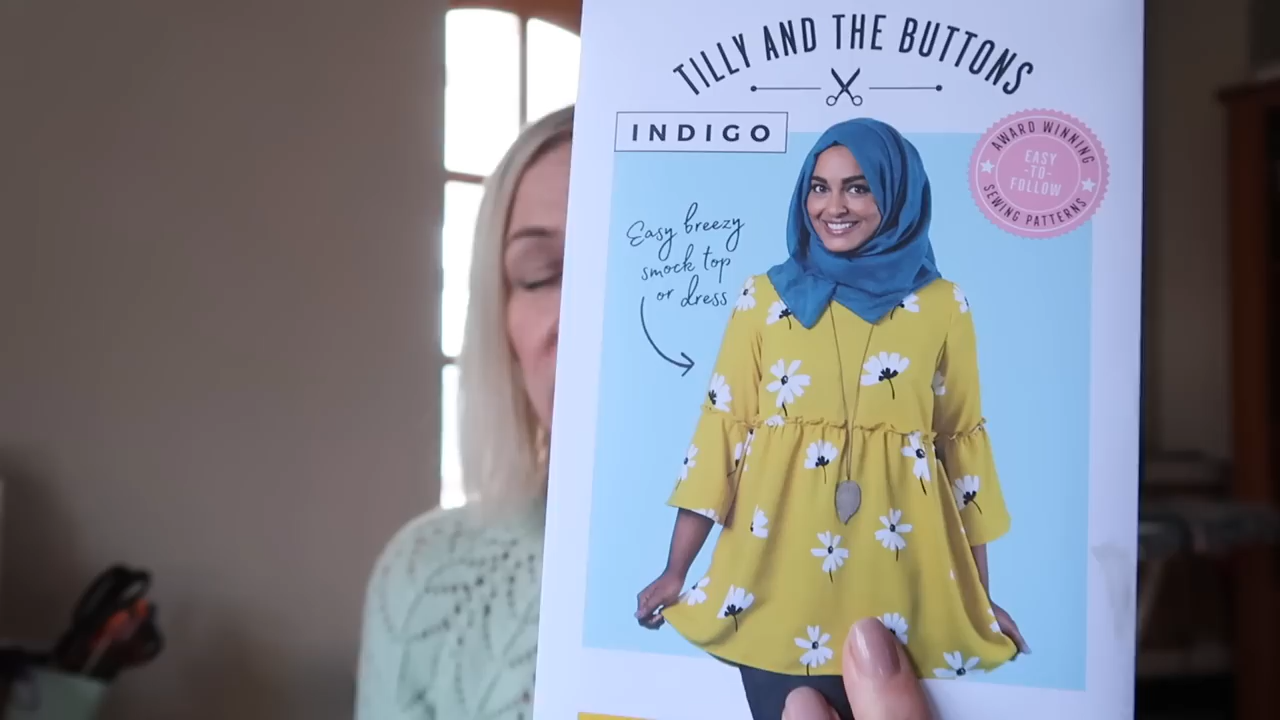 TILLY AND THE BUTTONS
INDIGO
AWARD WINNING
EASY
-TO-
FOLLOW
SEWING PATTERNS
Easy breezy
smock top
or dress